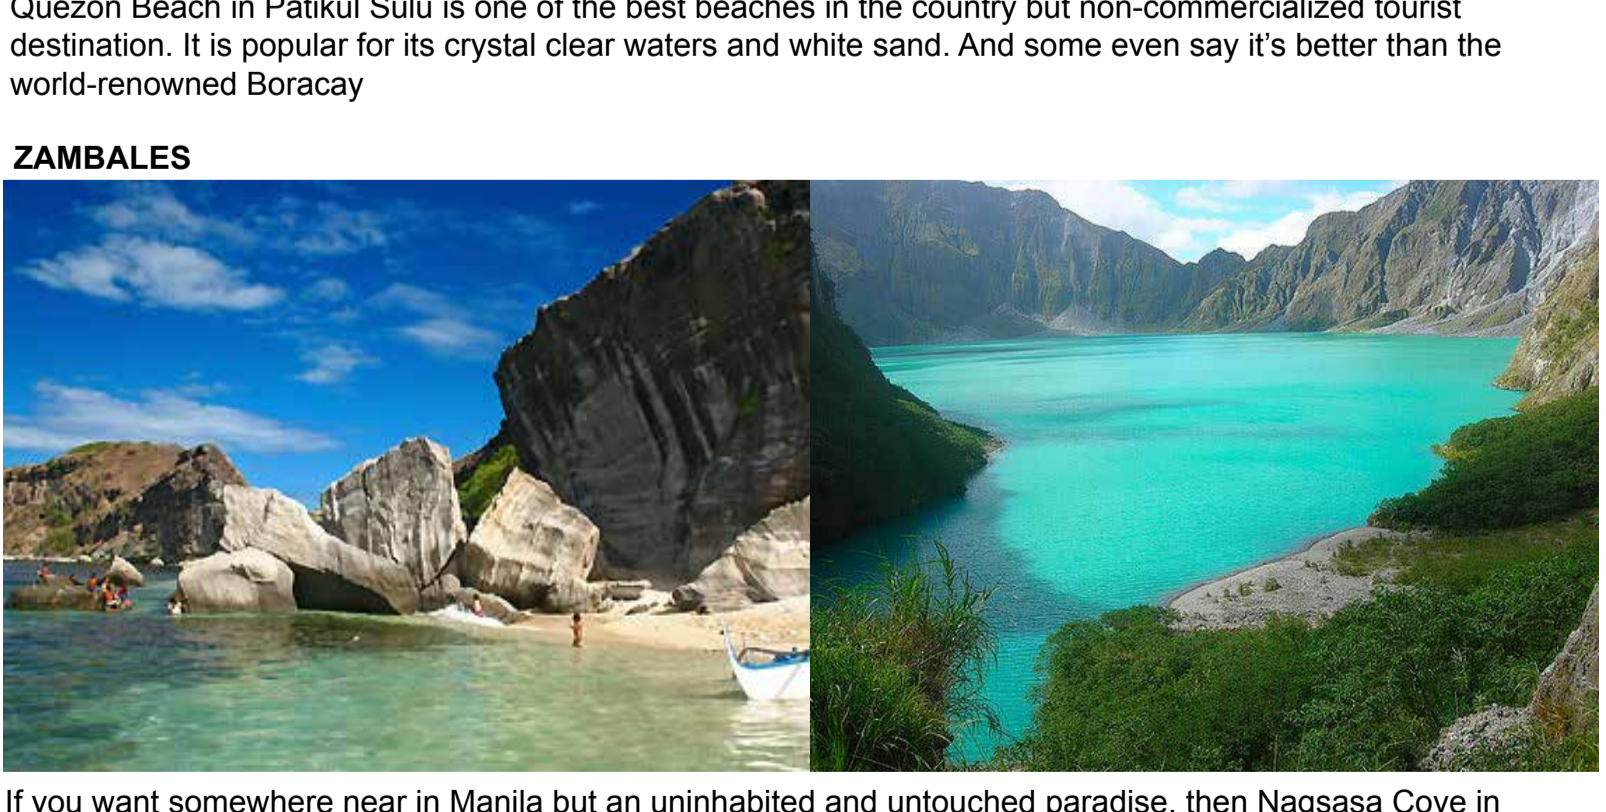 Quezon Beach in Patikul Sulu is one of the best beaches in the country but non-commercialized tourist
destination. It is popular for its crystal clear waters and white sand. And some even say it’s better than the
world-renowned Boracay
ZAMBALES
If you want somewhere near in Manila but an uninhabited and untouched paradise, then Nagsasa Cove in